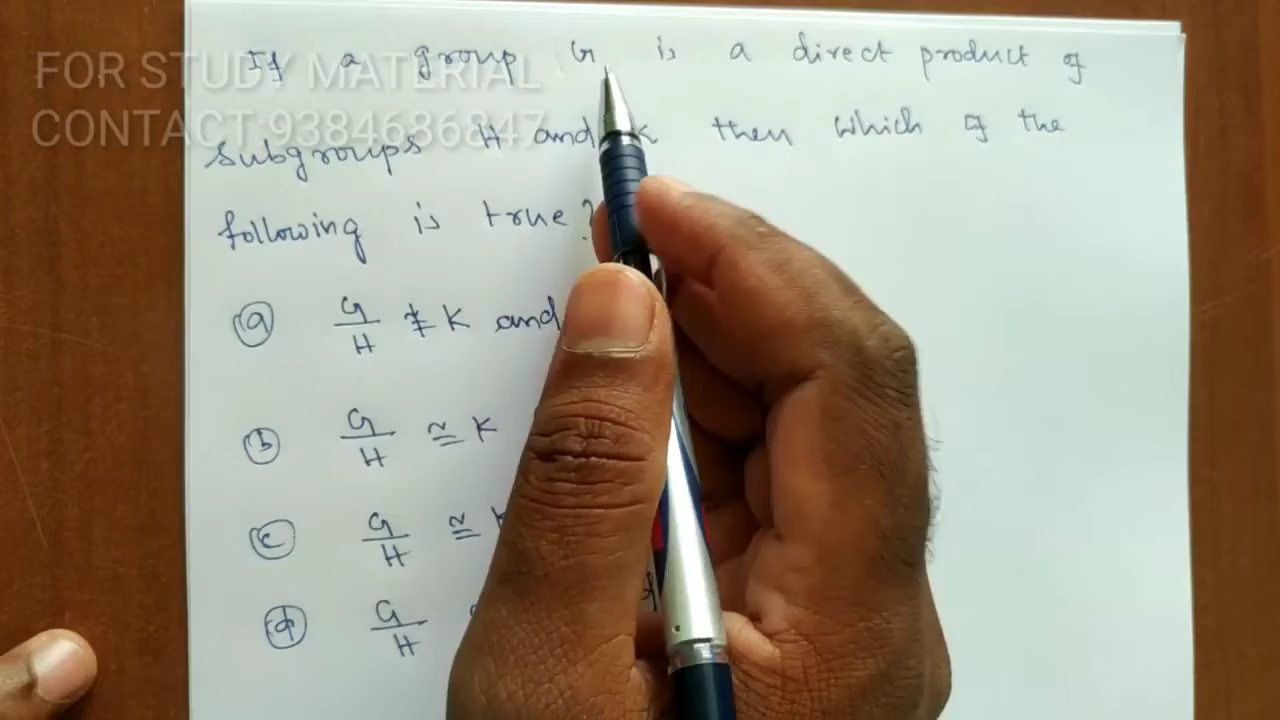 FOR STUDY MATERIAL
CONTACT:9384686847
If a group G is a direct product of
subgroups H and K then which of the
following is true?
(a) G/H ≇ K and
(b) G/H ≅ K
(c) G/H ≅
(d) G/H